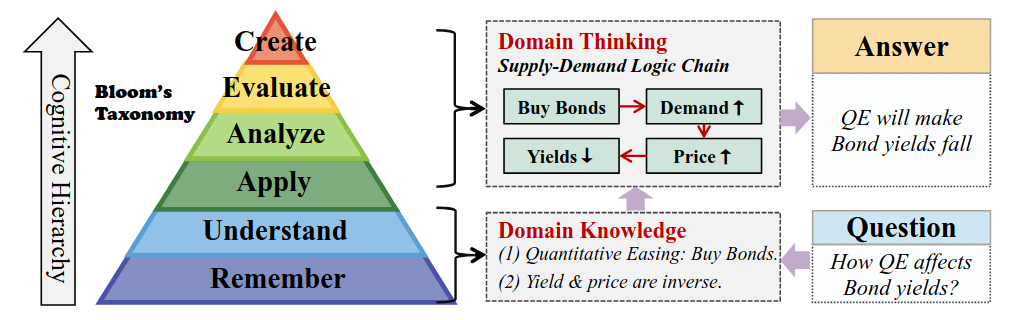 Cognitive Hierarchy
Bloom's
Taxonomy
Create
Evaluate
Analyze
Apply
Understand
Remember
Domain Thinking
Supply-Demand Logic Chain
Buy Bonds
Demand ↑
Yields ↓
Price ↑
Domain Knowledge
(1) Quantitative Easing: Buy Bonds.
(2) Yield & price are inverse.
Answer
QE will make
Bond yields fall
Question
How QE affects
Bond yields?